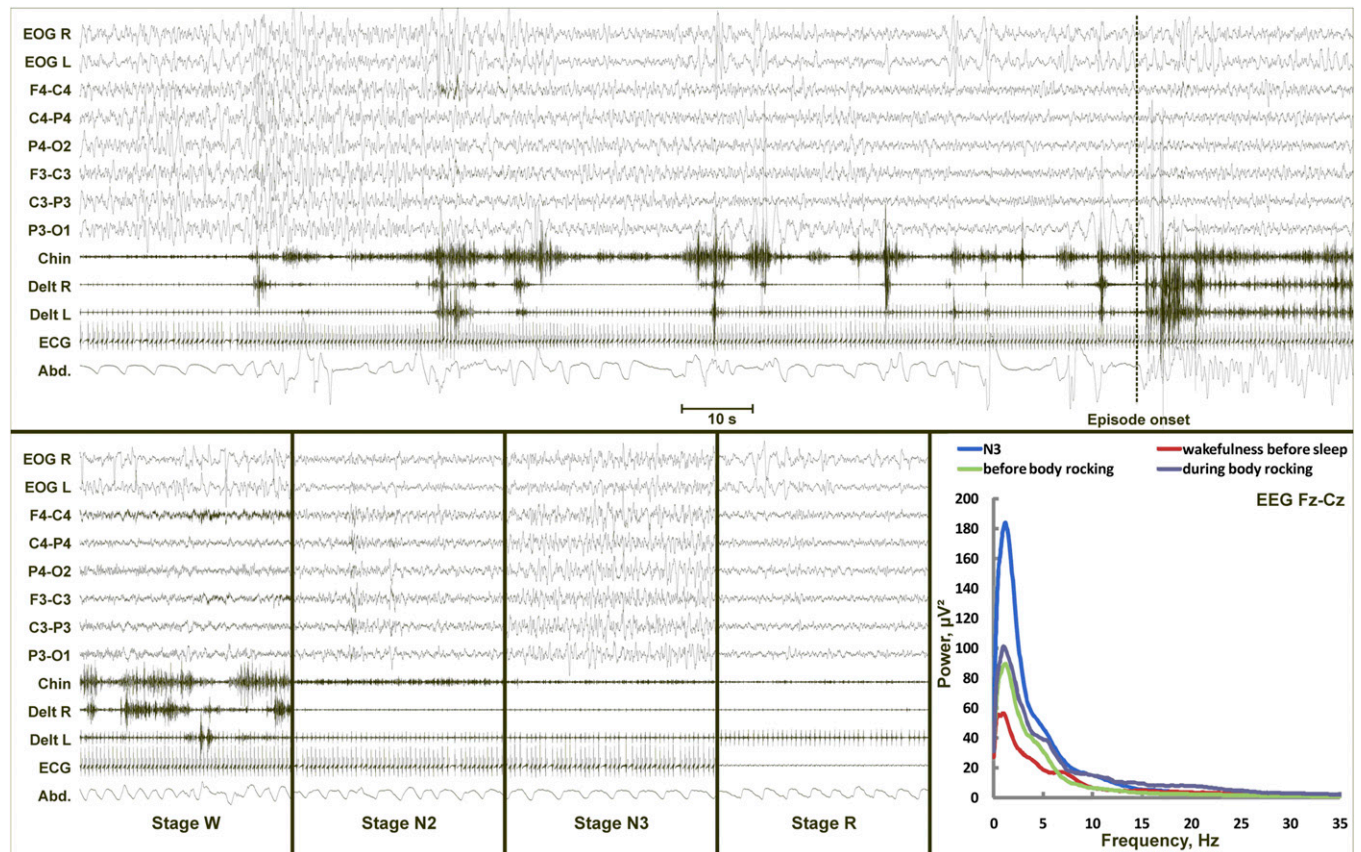 EOG R
EOG L
F4-C4
C4-P4
P4-O2
F3-C3
C3-P3
P3-O1
Chin
Delt R
Delt L
ECG
Abd.
10 s
Episode onset
EOG R
EOG L
F4-C4
C4-P4
P4-O2
F3-C3
C3-P3
P3-O1
Chin
Delt R
Delt L
ECG
Abd.
Stage W
Stage N2
Stage N3
Stage R
N3
wakefulness before sleep
before body rocking
during body rocking
EEG Fz-Cz
Power, µV²
200
180
160
140
120
100
80
60
40
20
0
0 5 10 15 20 25 30 35
Frequency, Hz